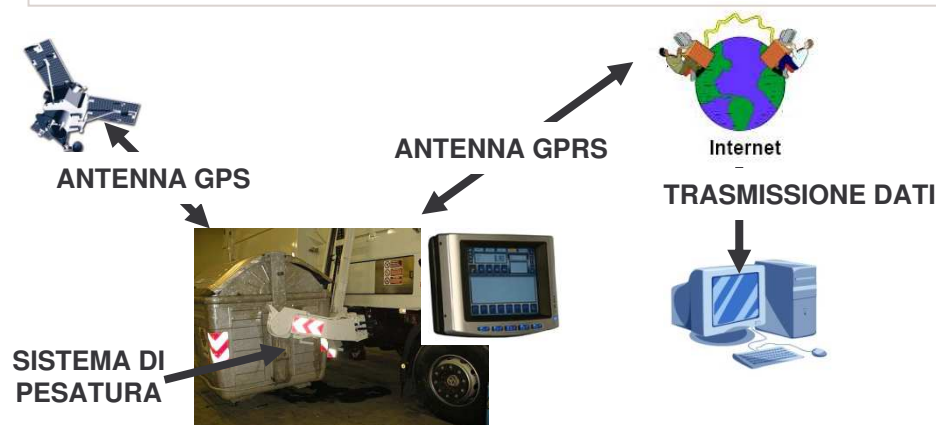 ANTENNA GPS
ANTENNA GPRS
Internet
TRASMISSIONE DATI
SISTEMA DI
PESATURA